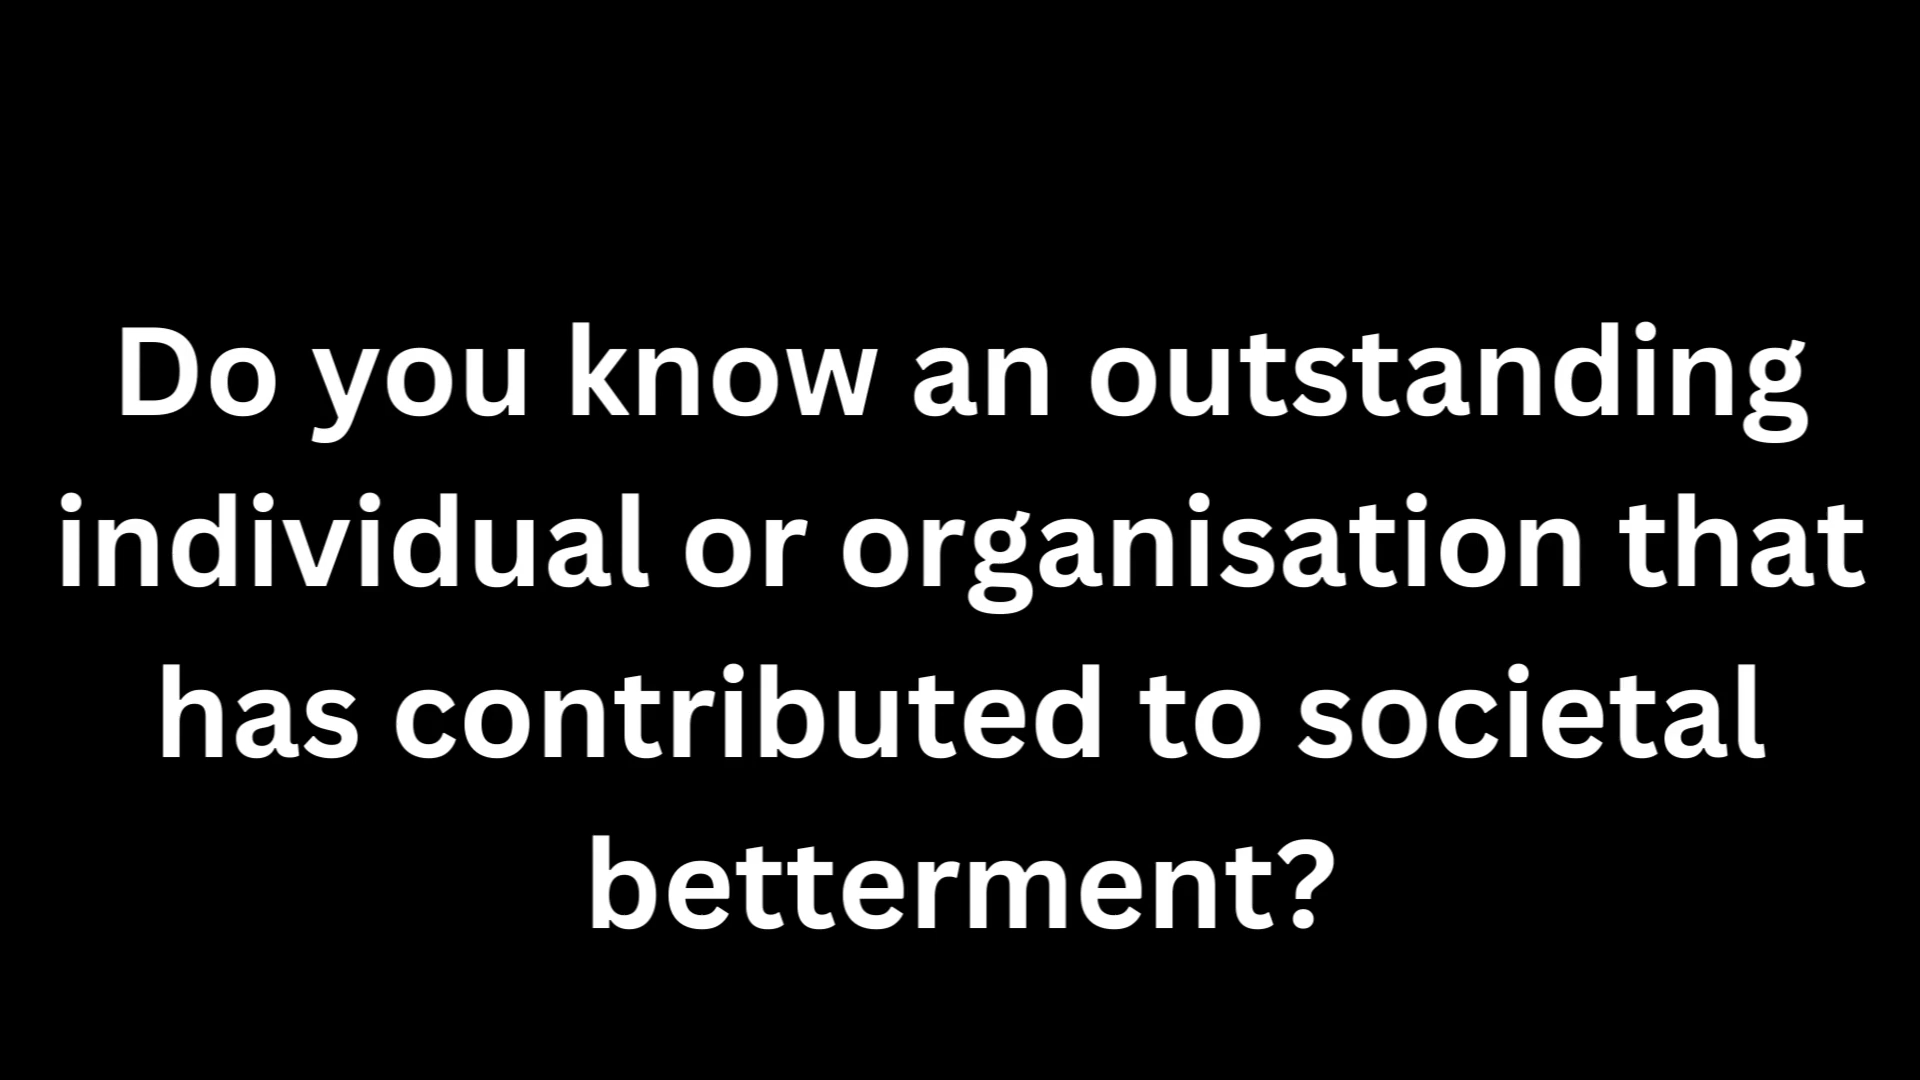 Do you know an outstanding
individual or organisation that
has contributed to societal
betterment?